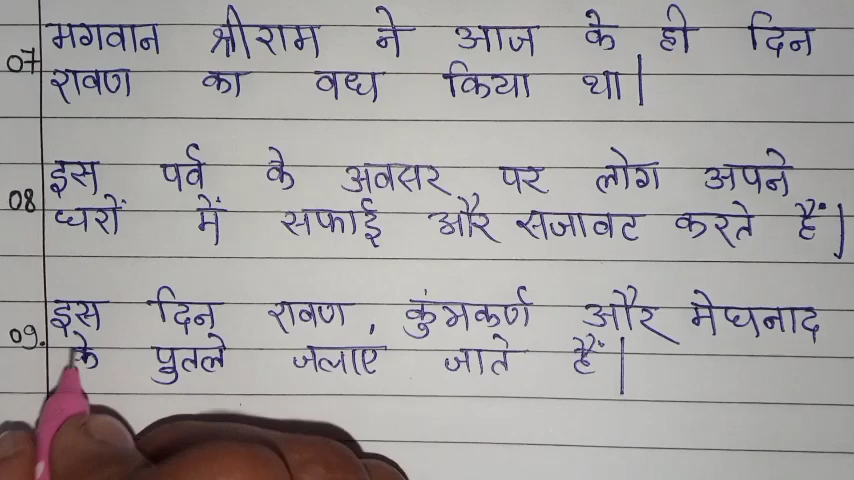 07 भगवान श्रीराम ने आज के ही दिन
रावण का वध किया था|
08 इस पर्व के अवसर पर लोग अपने
घरों में सफाई और सजावट करते हैं|
09. इस दिन रावण, कुंभकर्ण और मेघनाद
के पुतले जलाए जाते हैं|